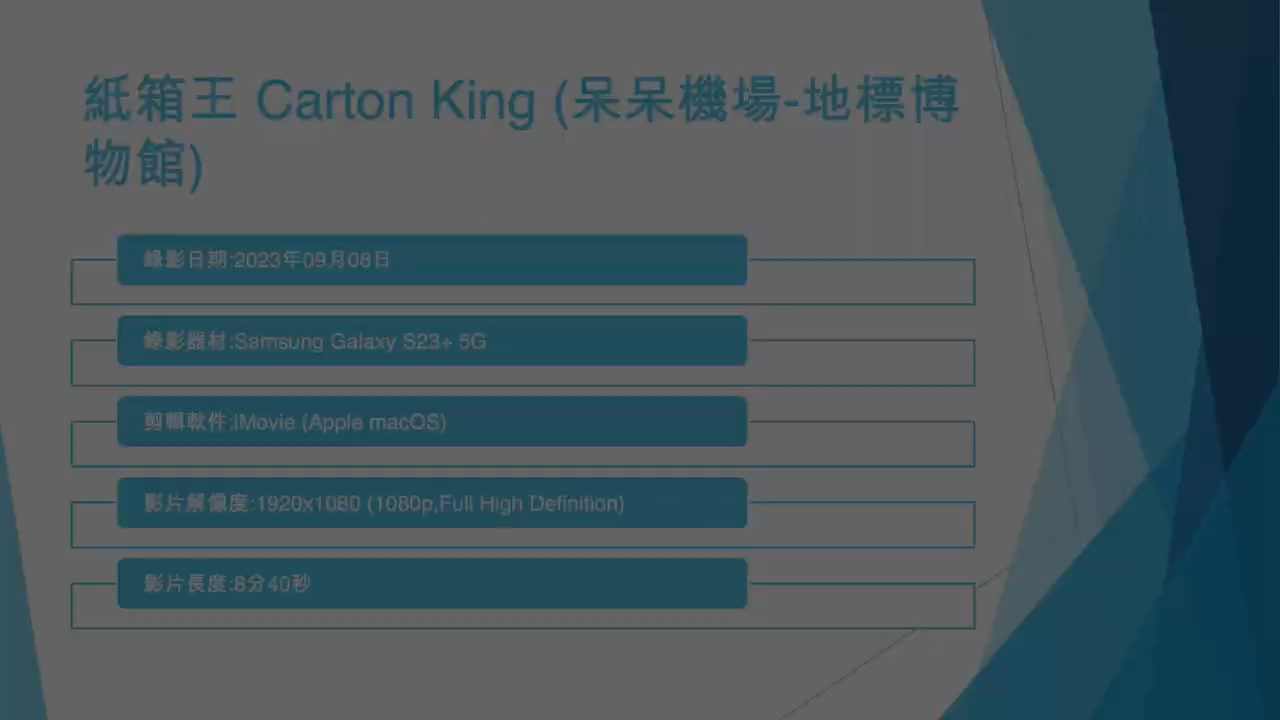 紙箱王 Carton King (呆呆機場-地標博
物館)
錄影日期:2023年09月08日
錄影器材:Samsung Galaxy S23+ 5G
剪輯軟件:iMovie (Apple macOS)
影片解像度:1920x1080 (1080p,Full High Definition)
影片長度:8分40秒